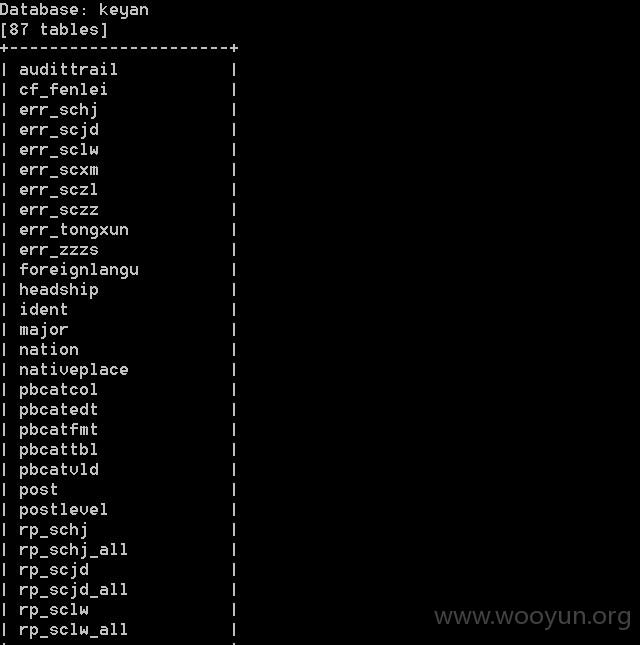 Database: keyan
[87 tables]
+----------------------+
| audittrail |
| cf_fenlei |
| err_schj |
| err_scjd |
| err_sclw |
| err_scxm |
| err_sczl |
| err_sczz |
| err_tongxun |
| err_zzzs |
| foreignlangu |
| headship |
| ident |
| major |
| nation |
| nativeplace |
| pbcatcol |
| pbcatedt |
| pbcatfmt |
| pbcattbl |
| pbcatvld |
| post |
| postlevel |
| rp_schj |
| rp_schj_all |
| rp_scjd |
| rp_scjd_all |
| rp_sclw |
| rp_sclw_all |
www.wooyun.org